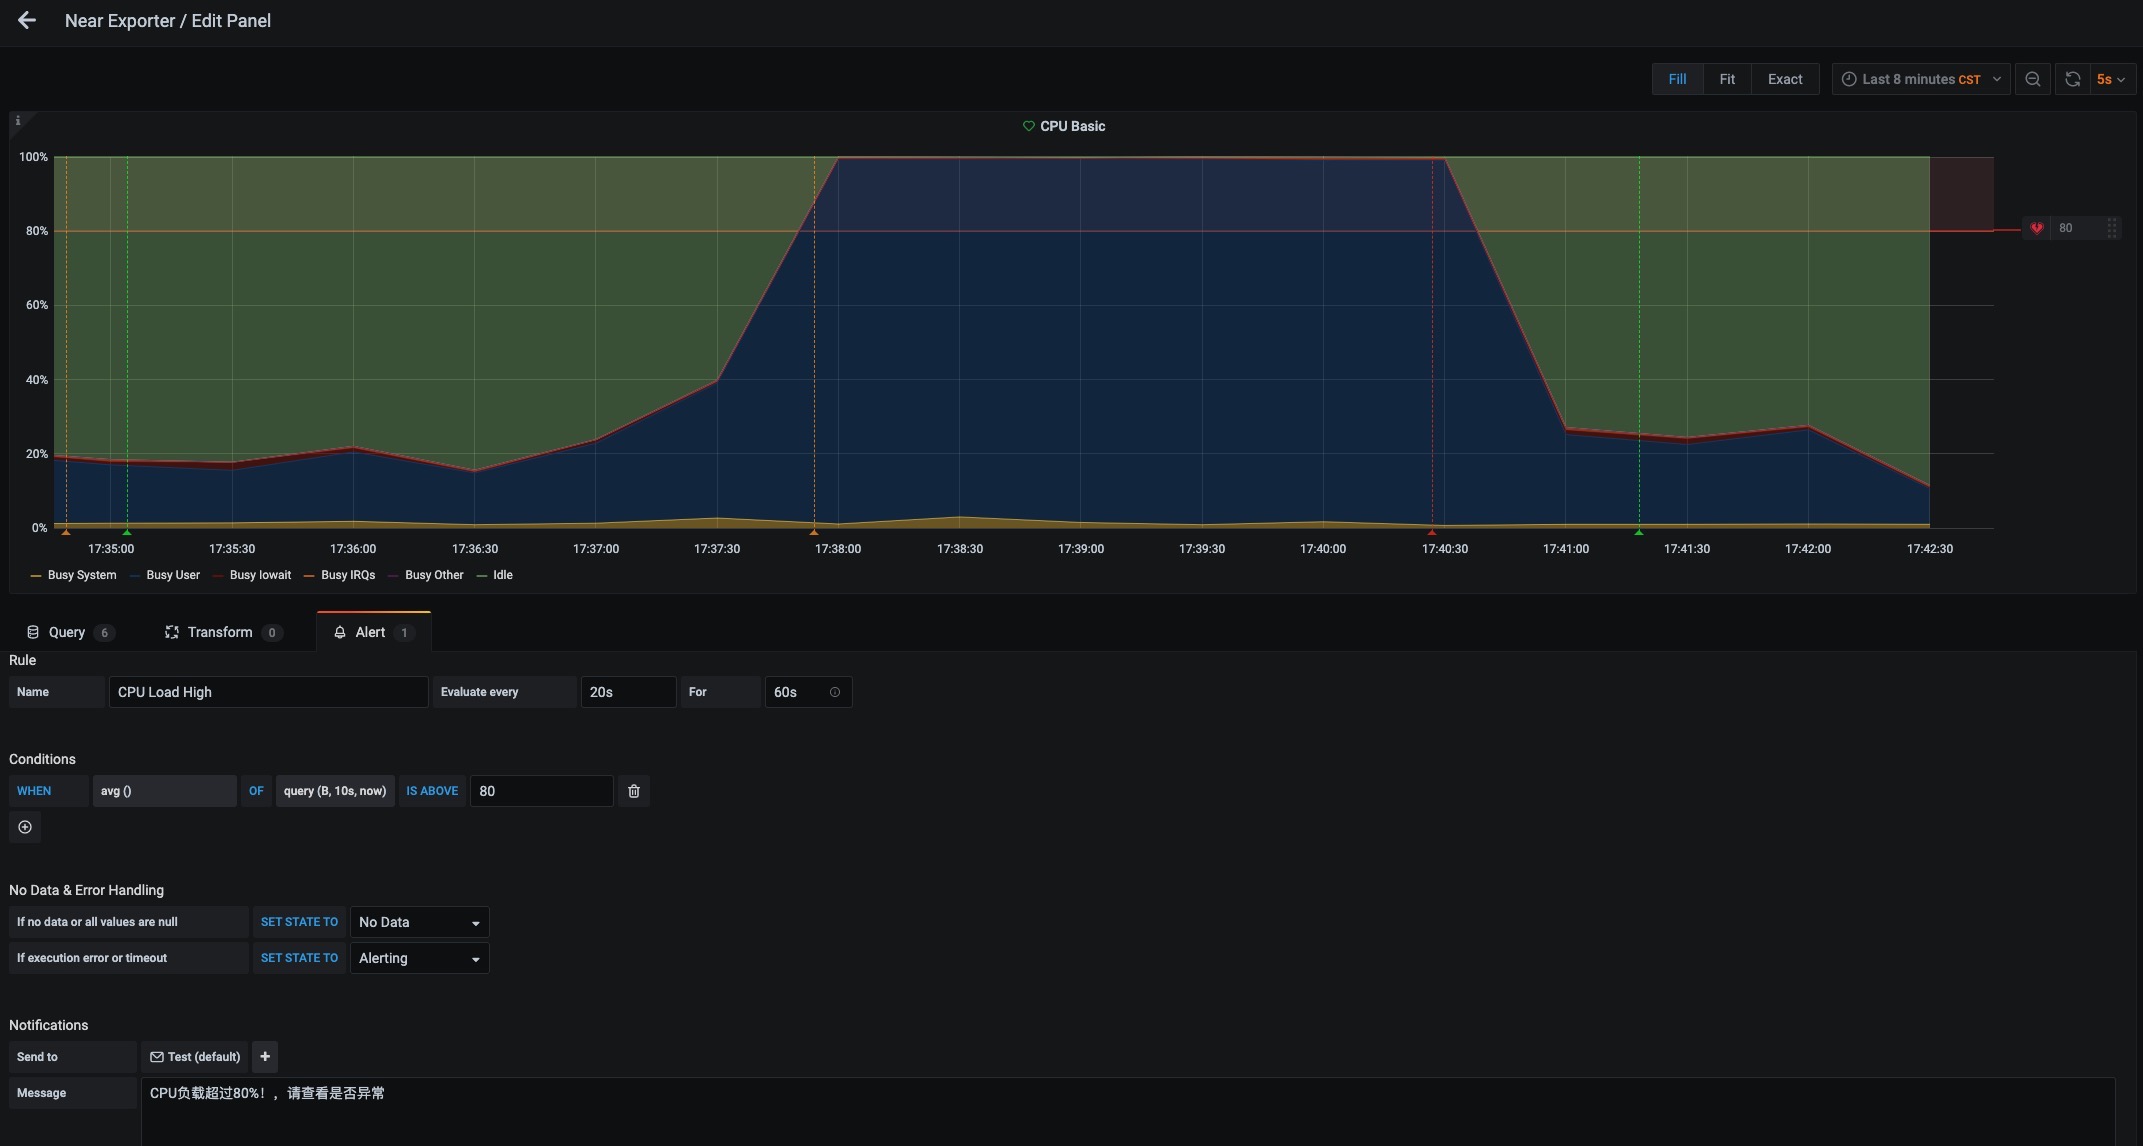 Near Exporter / Edit Panel
Fill Fit Exact Last 8 minutes CST 5s
i
CPU Basic
100%
80%
60%
40%
20%
0%
80
17:35:00 17:35:30 17:36:00 17:36:30 17:37:00 17:37:30 17:38:00 17:38:30 17:39:00 17:39:30 17:40:00 17:40:30 17:41:00 17:41:30 17:42:00 17:42:30
Busy System Busy User Busy Iowait Busy IRQs Busy Other Idle
Query 6 Transform 0 Alert 1
Rule
Name CPU Load High Evaluate every 20s For 60s
Conditions
WHEN avg () OF query (B, 10s, now) IS ABOVE 80
No Data & Error Handling
If no data or all values are null SET STATE TO No Data
If execution error or timeout SET STATE TO Alerting
Notifications
Send to Test (default) +
Message CPU负载超过80%！，请查看是否异常